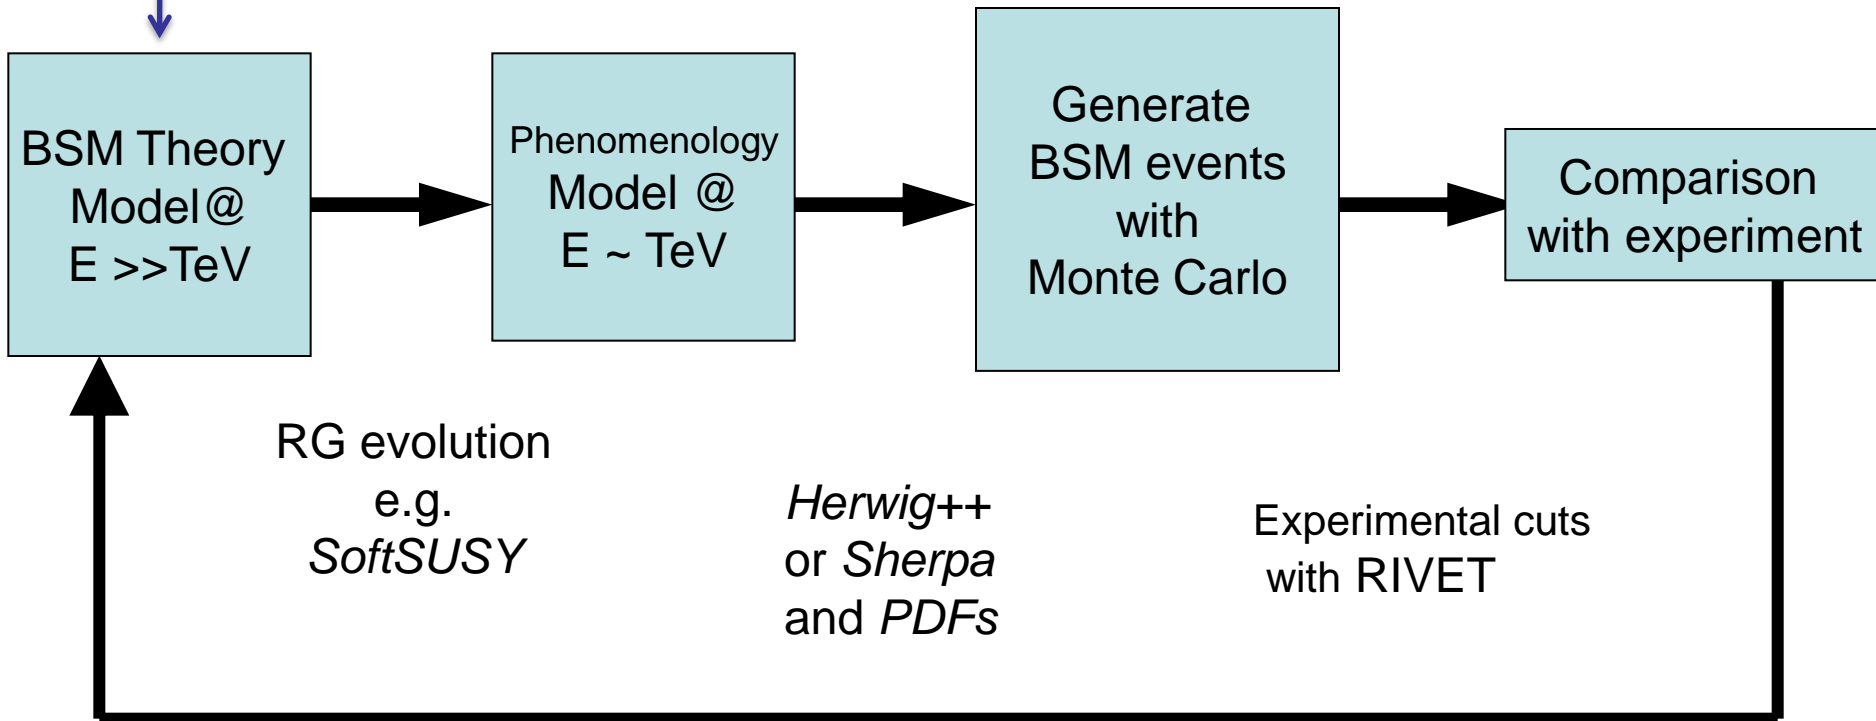 BSM Theory
Model@
E >>TeV
Phenomenology
Model @
E ~ TeV
Generate
BSM events
with
Monte Carlo
Comparison
with experiment
RG evolution
e.g.
SoftSUSY
Herwig++
or Sherpa
and PDFs
Experimental cuts
with RIVET